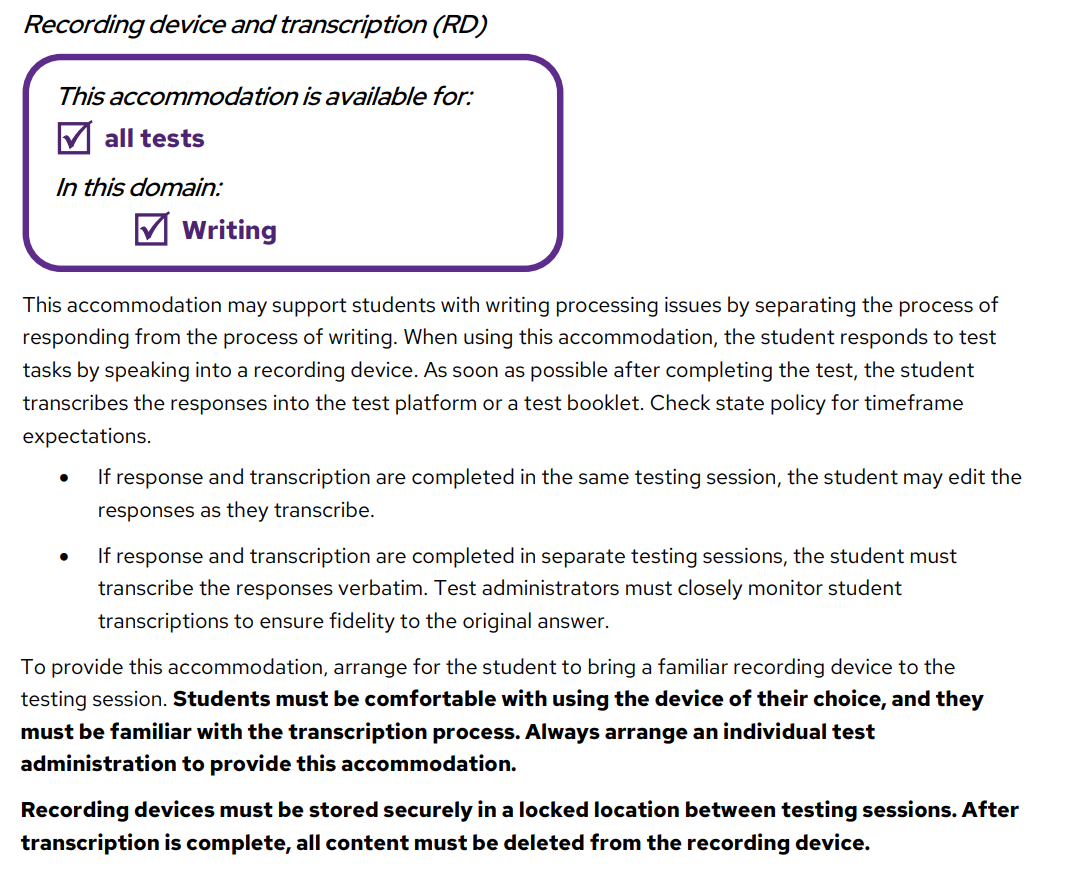 Recording device and transcription (RD)
This accommodation is available for:
all tests
In this domain:
Writing
This accommodation may support students with writing processing issues by separating the process of
responding from the process of writing. When using this accommodation, the student responds to test
tasks by speaking into a recording device. As soon as possible after completing the test, the student
transcribes the responses into the test platform or a test booklet. Check state policy for timeframe
expectations.
• If response and transcription are completed in the same testing session, the student may edit the
responses as they transcribe.
• If response and transcription are completed in separate testing sessions, the student must
transcribe the responses verbatim. Test administrators must closely monitor student
transcriptions to ensure fidelity to the original answer.
To provide this accommodation, arrange for the student to bring a familiar recording device to the
testing session. Students must be comfortable with using the device of their choice, and they
must be familiar with the transcription process. Always arrange an individual test
administration to provide this accommodation.
Recording devices must be stored securely in a locked location between testing sessions. After
transcription is complete, all content must be deleted from the recording device.